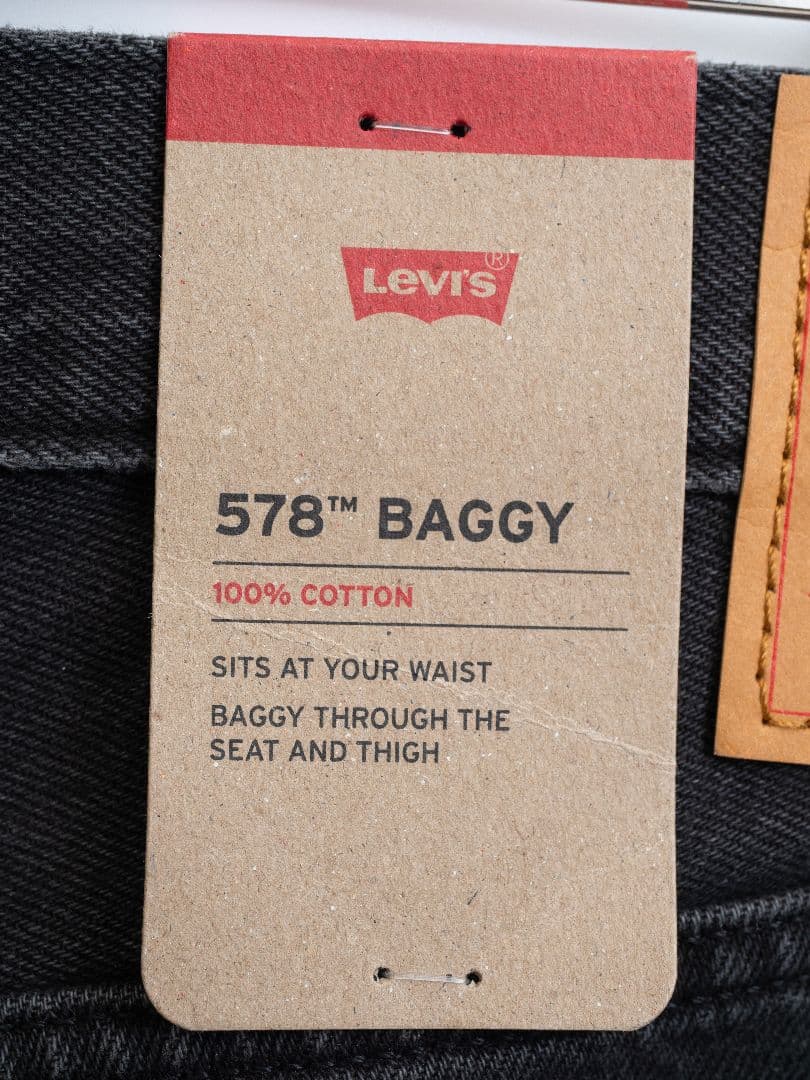 Levi's®
578™ BAGGY
100% COTTON
SITS AT YOUR WAIST
BAGGY THROUGH THE
SEAT AND THIGH